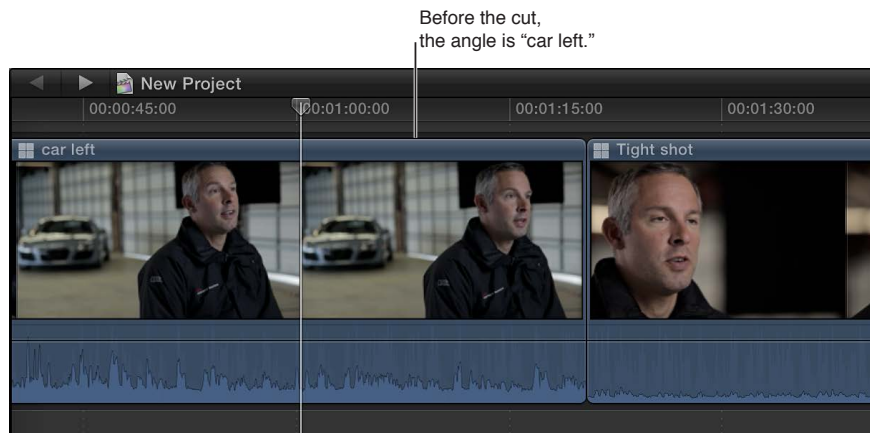 Before the cut,
the angle is “car left.”
New Project
00:00:45:00 00:01:00:00 00:01:15:00 00:01:30:00
car left Tight shot